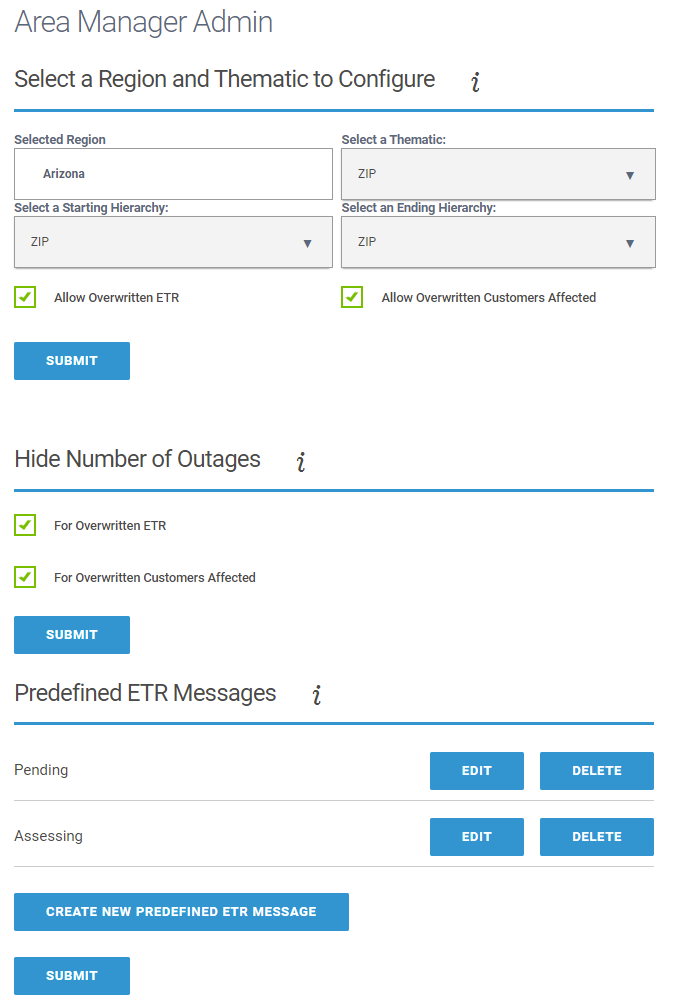 Area Manager Admin
Select a Region and Thematic to Configure i
Selected Region Select a Thematic:
Arizona ZIP ▼
Select a Starting Hierarchy: Select an Ending Hierarchy:
ZIP ▼ ZIP ▼
Allow Overwritten ETR Allow Overwritten Customers Affected
SUBMIT
Hide Number of Outages i
For Overwritten ETR
For Overwritten Customers Affected
SUBMIT
Predefined ETR Messages i
Pending EDIT DELETE
Assessing EDIT DELETE
CREATE NEW PREDEFINED ETR MESSAGE
SUBMIT